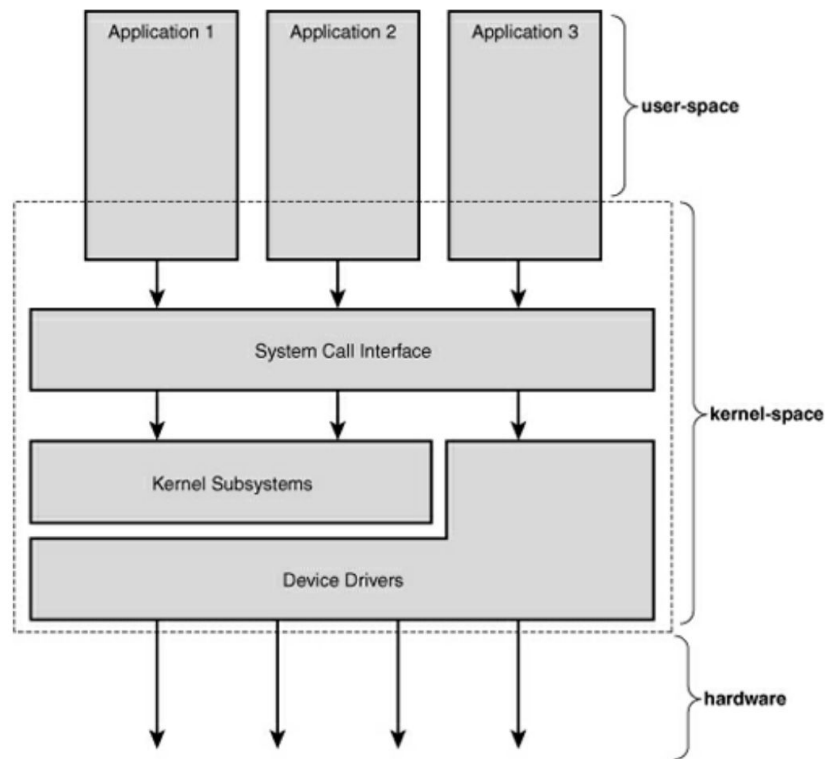 Application 1
Application 2
Application 3
user-space
System Call Interface
kernel-space
Kernel Subsystems
Device Drivers
hardware